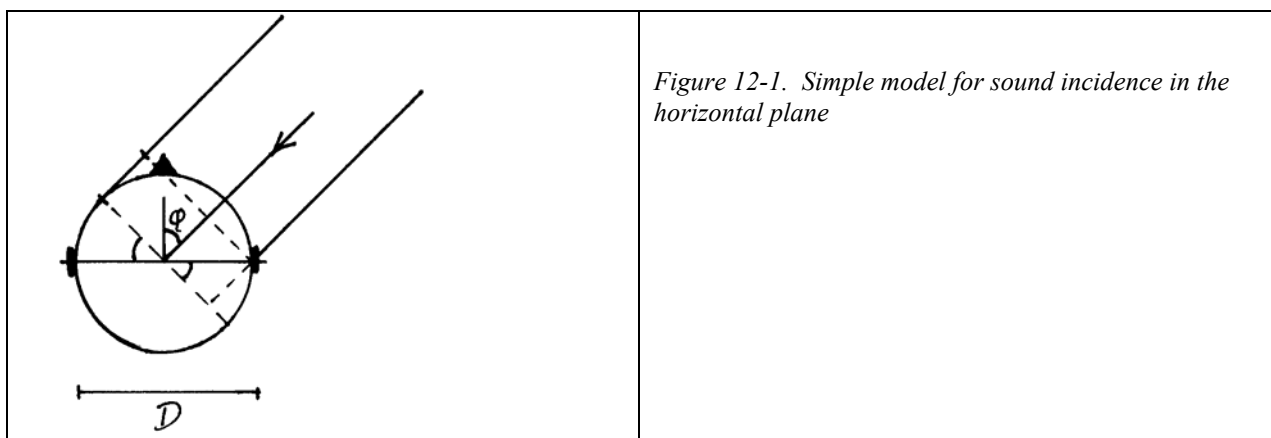 Figure 12-1. Simple model for sound incidence in the
horizontal plane
φ
D